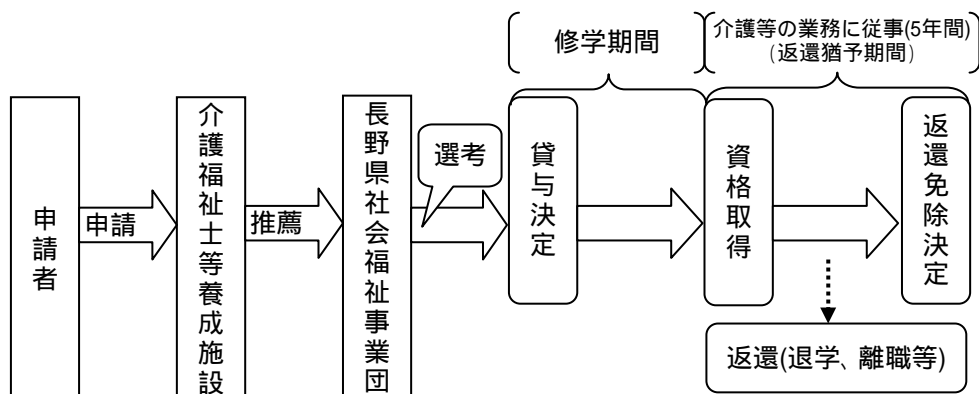 修学期間
介護等の業務に従事(5年間)
(返還猶予期間)
申請者
申請
介護福祉士等養成施設
推薦
長野県社会福祉事業団
選考
貸与決定
資格取得
返還免除決定
返還(退学、離職等)